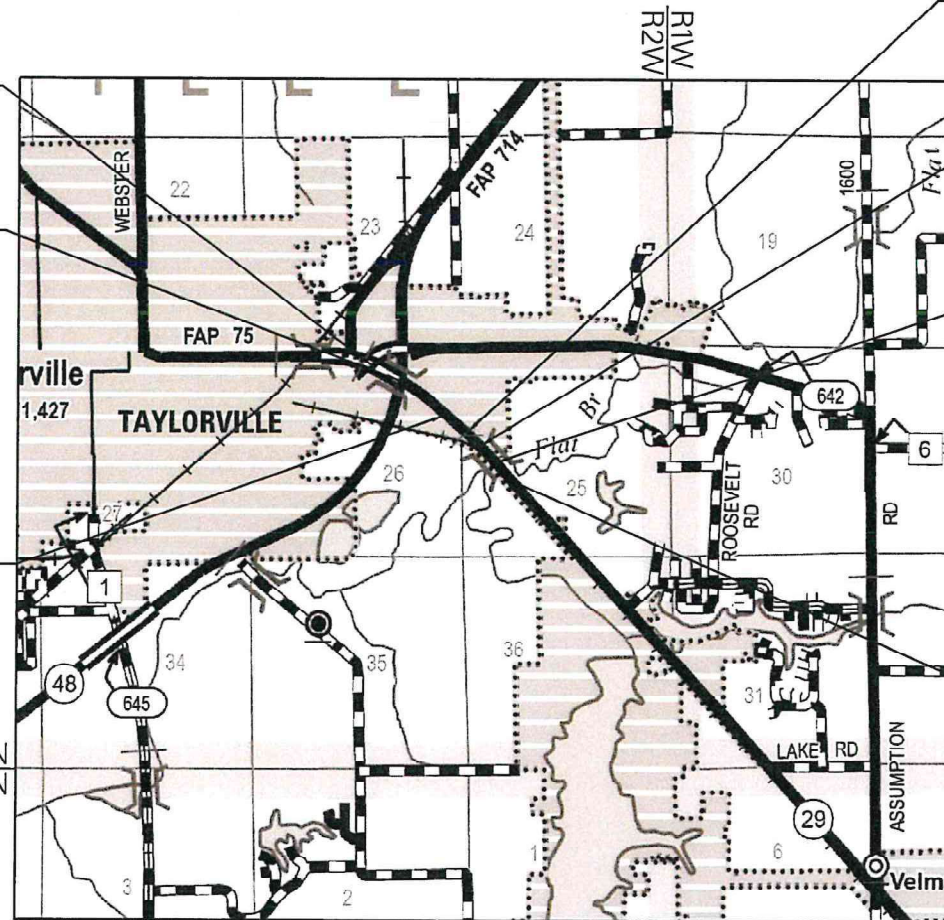 R1W
R2W
WEBSTER
22
23
FAP 714
24
19
1600
Flat
FAP 75
rville
1,427
TAYLORVILLE
642
6
Flat Br
26
25
30
ROOSEVELT
RD
RD
27
1
34
35
36
31
48
645
LAKE RD
ASSUMPTION
29
3
2
1
6
Velm